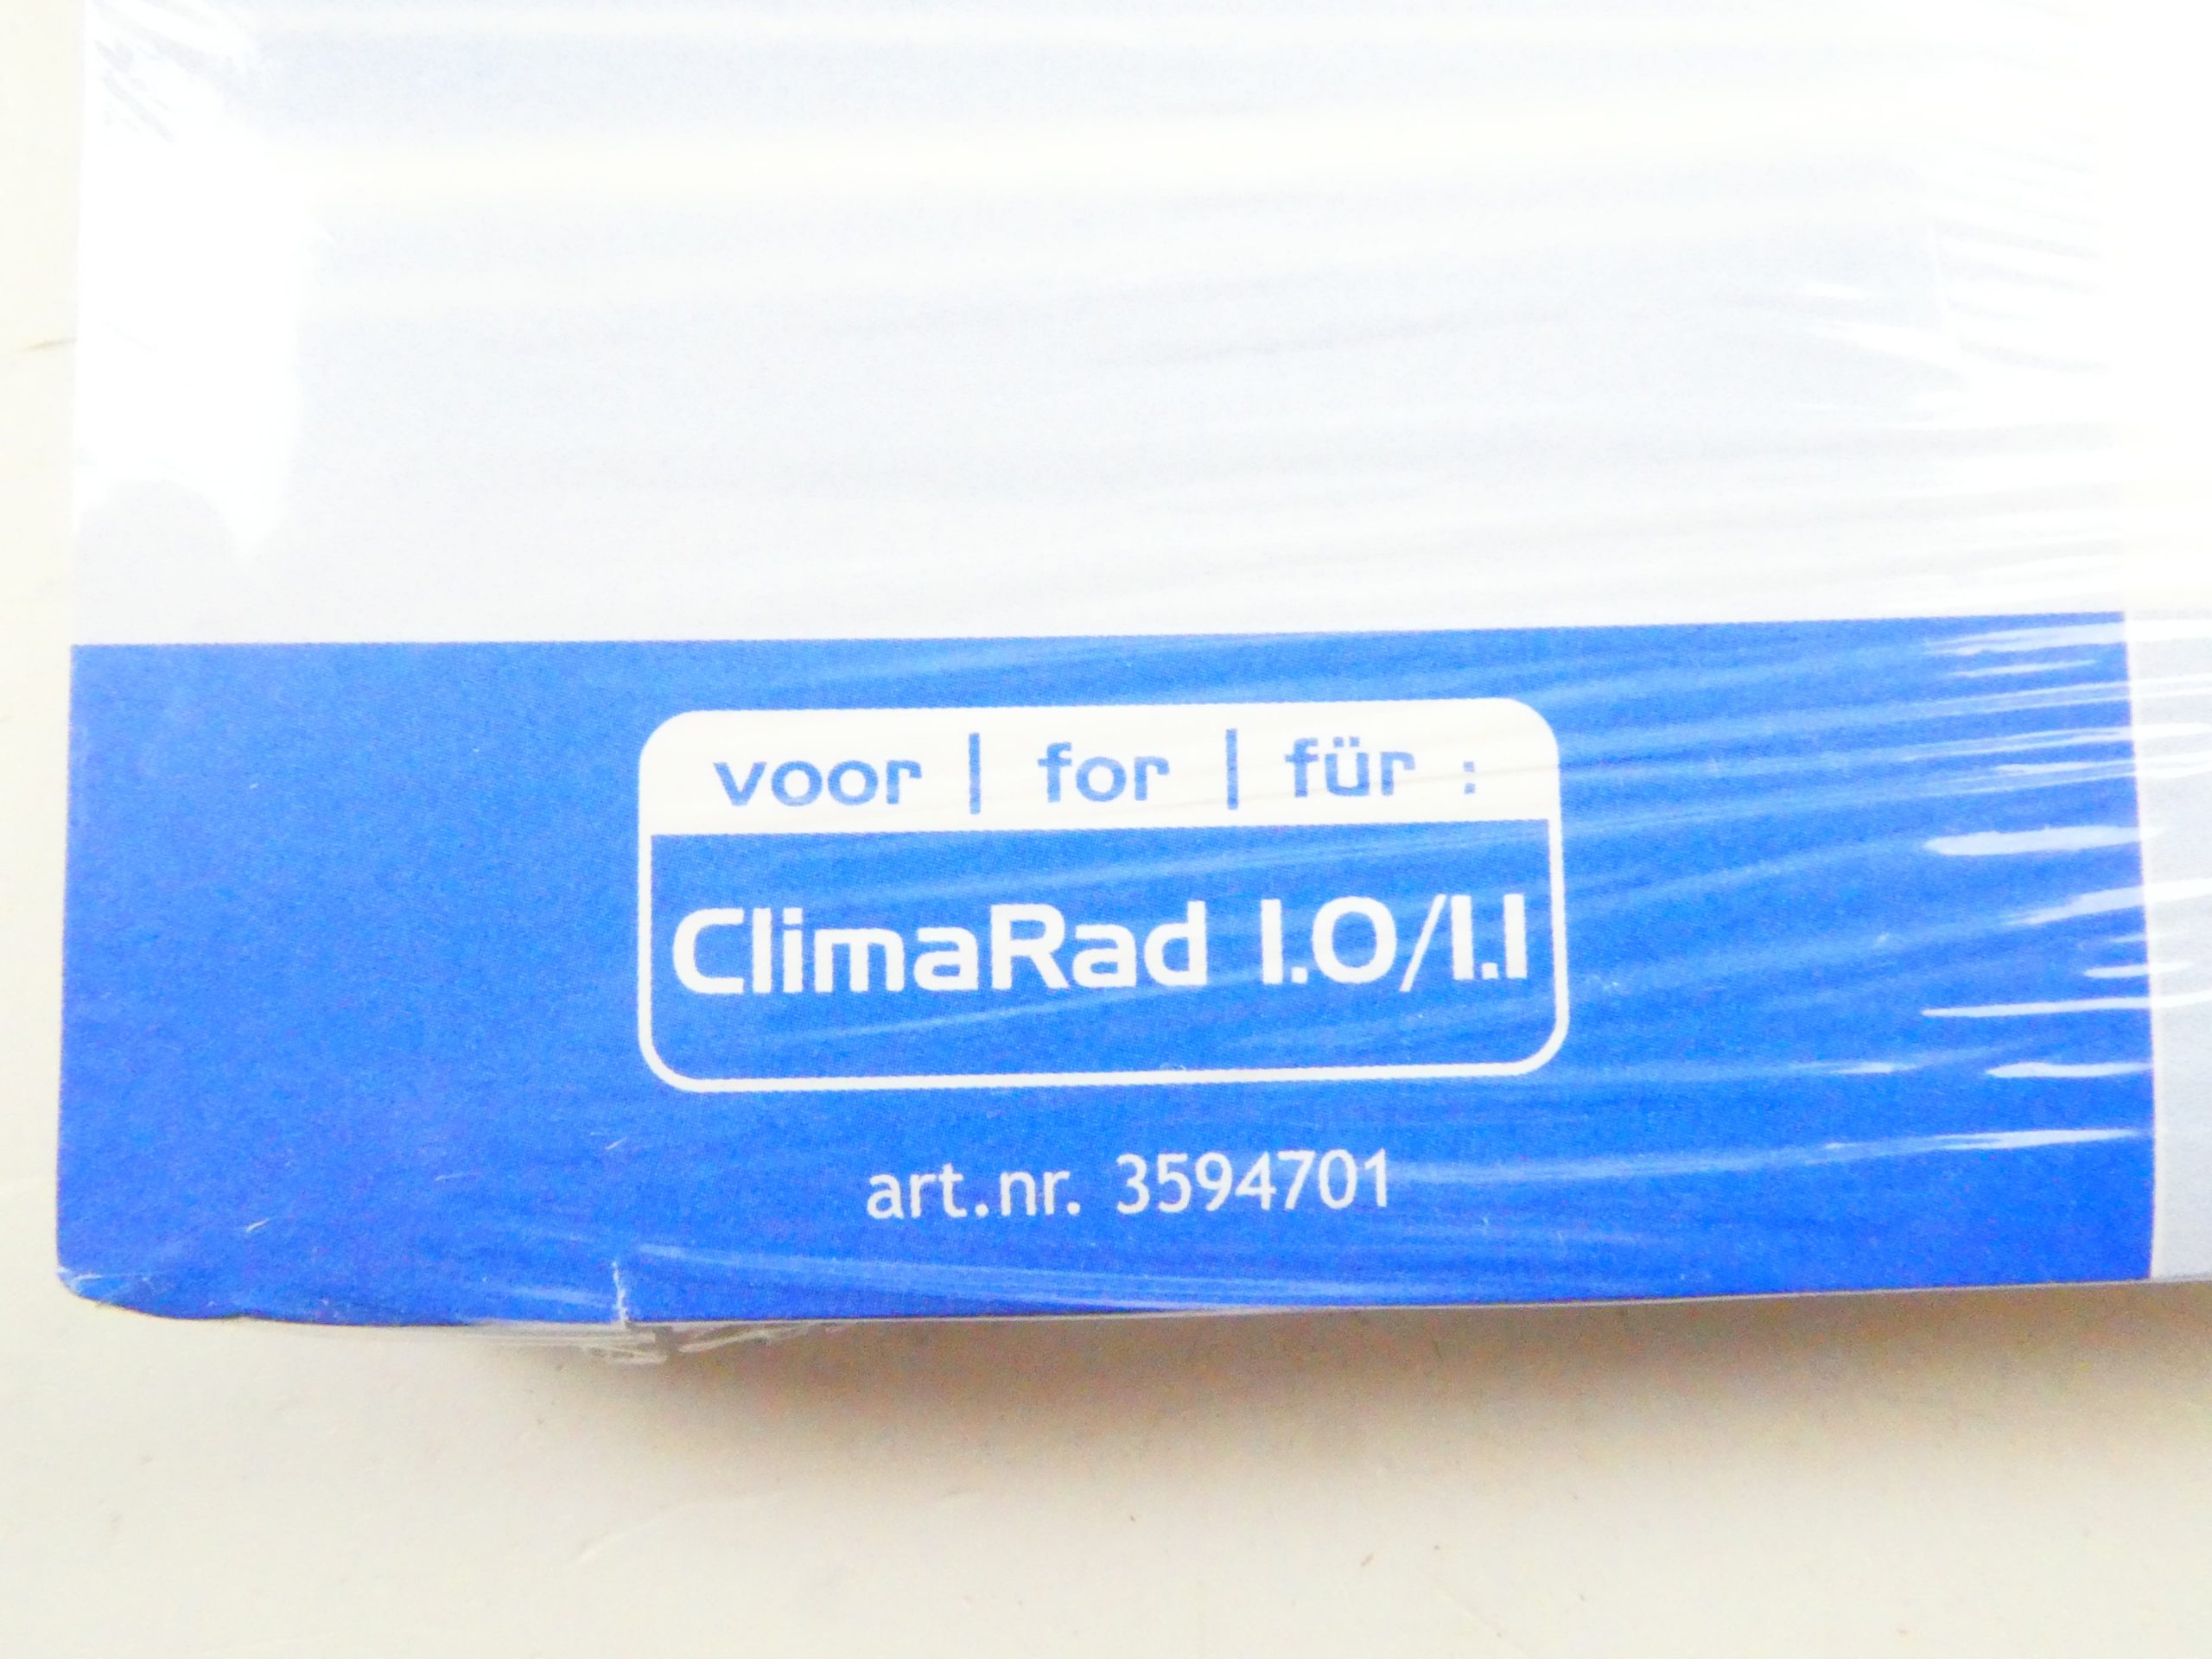 voor | for | für :
ClimaRad 1.0/1.1
art.nr. 3594701